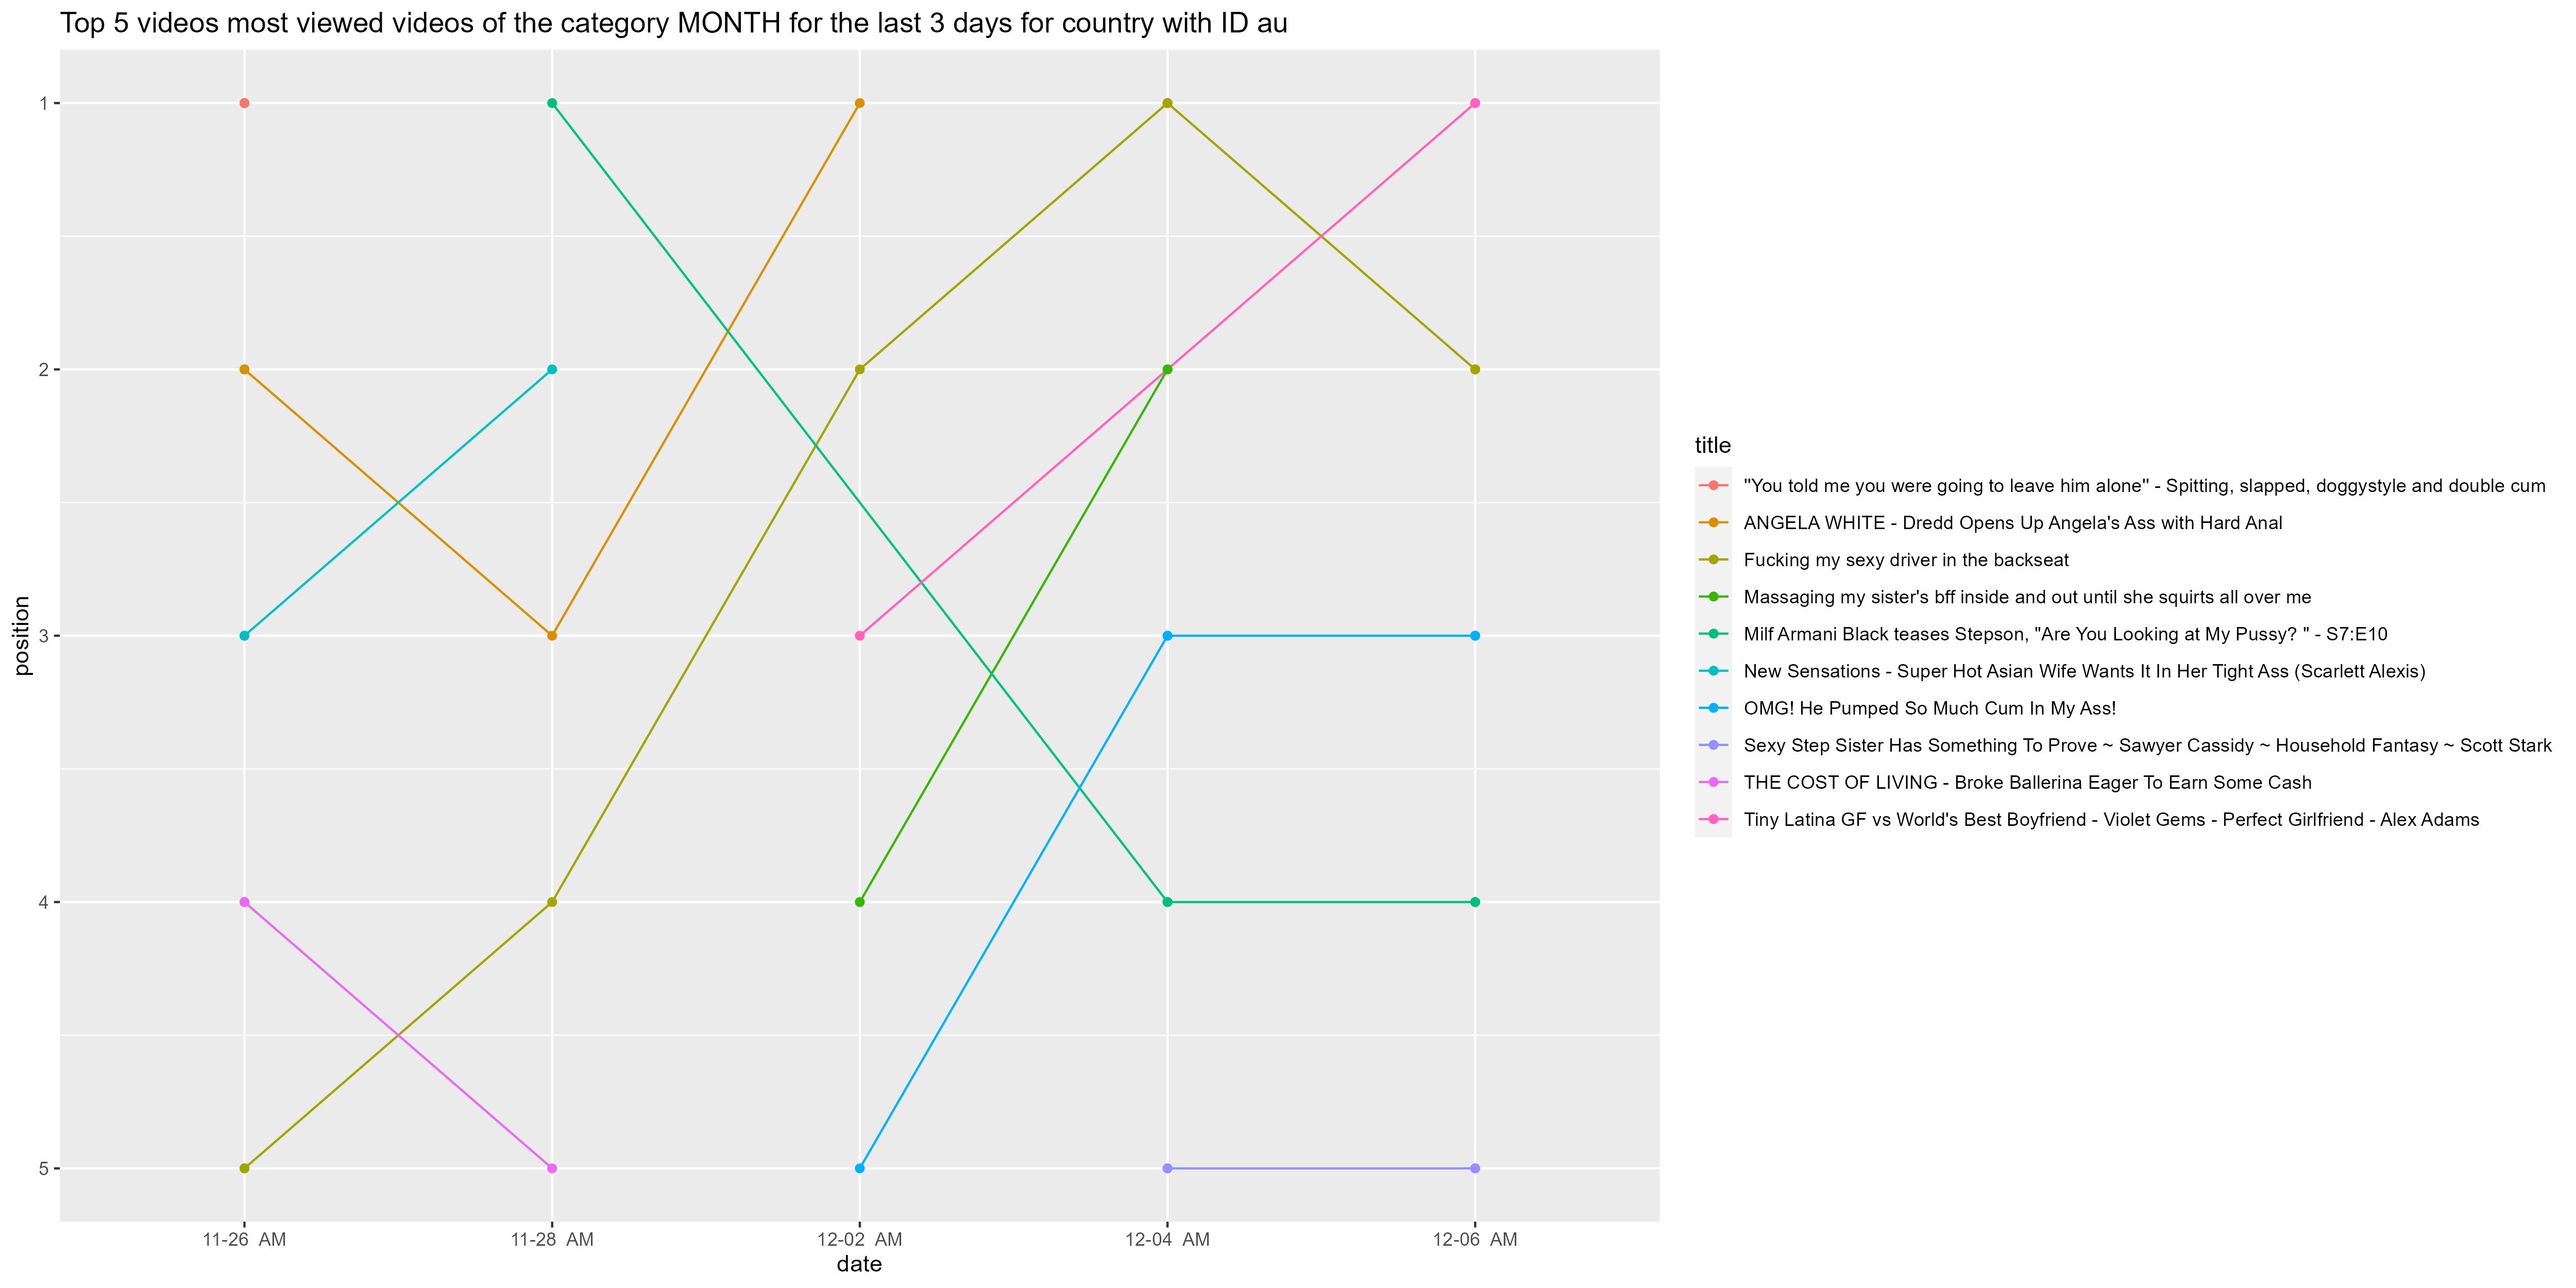 Top 5 videos most viewed videos of the category MONTH for the last 3 days for country with ID au
position
1
2
3
4
5
11-26  AM
11-28  AM
12-02  AM
12-04  AM
12-06  AM
date
title
"You told me you were going to leave him alone" - Spitting, slapped, doggystyle and double cum
ANGELA WHITE - Dredd Opens Up Angela's Ass with Hard Anal
Fucking my sexy driver in the backseat
Massaging my sister's bff inside and out until she squirts all over me
Milf Armani Black teases Stepson, "Are You Looking at My Pussy? " - S7:E10
New Sensations - Super Hot Asian Wife Wants It In Her Tight Ass (Scarlett Alexis)
OMG! He Pumped So Much Cum In My Ass!
Sexy Step Sister Has Something To Prove ~ Sawyer Cassidy ~ Household Fantasy ~ Scott Stark
THE COST OF LIVING - Broke Ballerina Eager To Earn Some Cash
Tiny Latina GF vs World's Best Boyfriend - Violet Gems - Perfect Girlfriend - Alex Adams